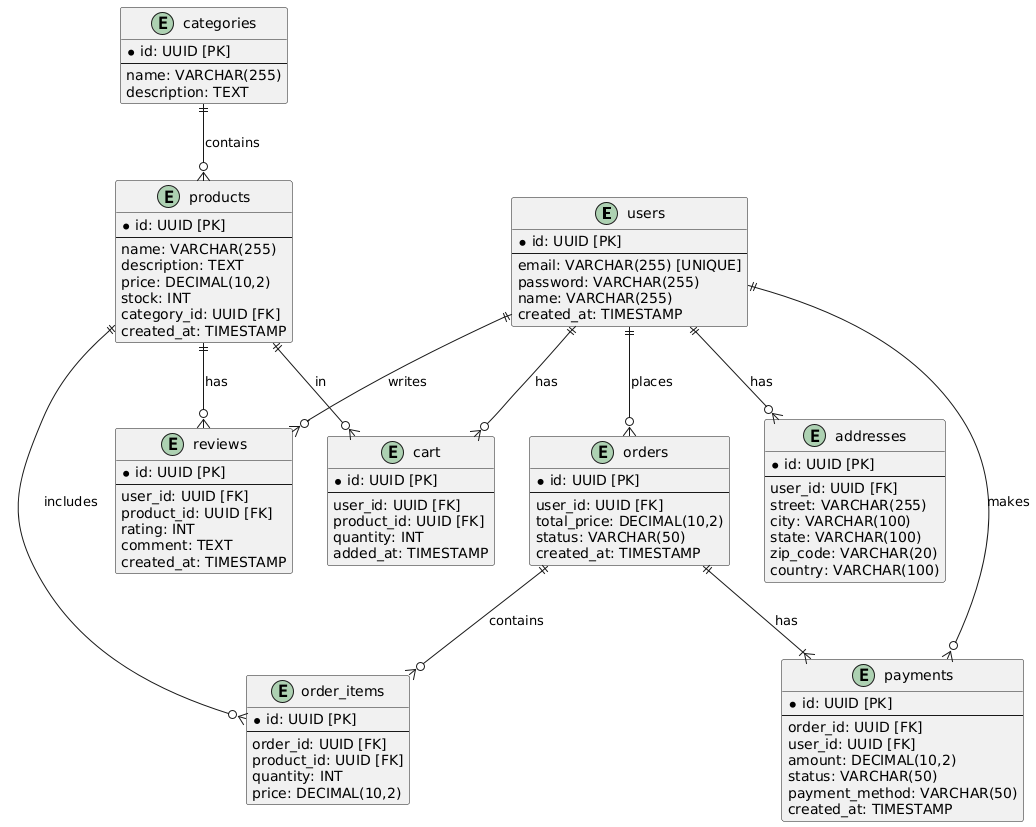 E categories
* id: UUID [PK]
name: VARCHAR(255)
description: TEXT
contains
E products
* id: UUID [PK]
name: VARCHAR(255)
description: TEXT
price: DECIMAL(10,2)
stock: INT
category_id: UUID [FK]
created_at: TIMESTAMP
E users
* id: UUID [PK]
email: VARCHAR(255) [UNIQUE]
password: VARCHAR(255)
name: VARCHAR(255)
created_at: TIMESTAMP
has
in
writes
has
places
has
E reviews
* id: UUID [PK]
user_id: UUID [FK]
product_id: UUID [FK]
rating: INT
comment: TEXT
created_at: TIMESTAMP
E cart
* id: UUID [PK]
user_id: UUID [FK]
product_id: UUID [FK]
quantity: INT
added_at: TIMESTAMP
E orders
* id: UUID [PK]
user_id: UUID [FK]
total_price: DECIMAL(10,2)
status: VARCHAR(50)
created_at: TIMESTAMP
E addresses
* id: UUID [PK]
user_id: UUID [FK]
street: VARCHAR(255)
city: VARCHAR(100)
state: VARCHAR(100)
zip_code: VARCHAR(20)
country: VARCHAR(100)
includes
makes
contains
has
E order_items
* id: UUID [PK]
order_id: UUID [FK]
product_id: UUID [FK]
quantity: INT
price: DECIMAL(10,2)
E payments
* id: UUID [PK]
order_id: UUID [FK]
user_id: UUID [FK]
amount: DECIMAL(10,2)
status: VARCHAR(50)
payment_method: VARCHAR(50)
created_at: TIMESTAMP